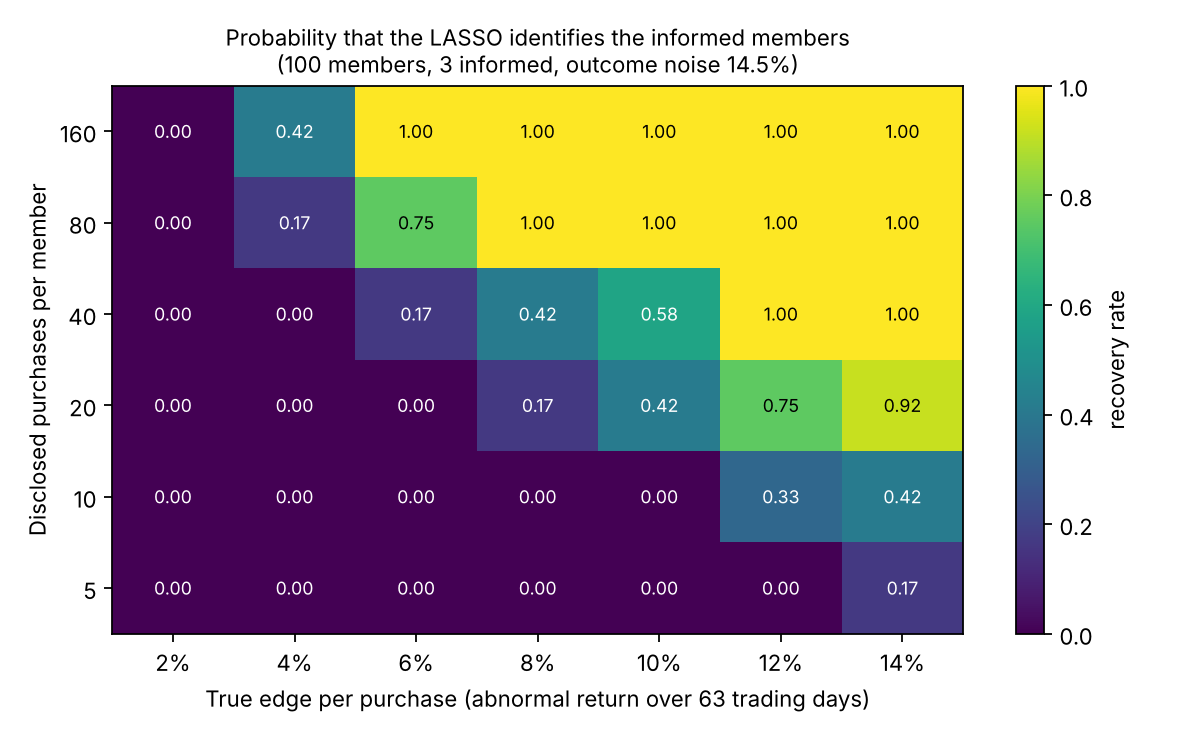 Probability that the LASSO identifies the informed members
(100 members, 3 informed, outcome noise 14.5%)
Disclosed purchases per member
160 0.00 0.42 1.00 1.00 1.00 1.00 1.00
80 0.00 0.17 0.75 1.00 1.00 1.00 1.00
40 0.00 0.00 0.17 0.42 0.58 1.00 1.00
20 0.00 0.00 0.00 0.17 0.42 0.75 0.92
10 0.00 0.00 0.00 0.00 0.00 0.33 0.42
5 0.00 0.00 0.00 0.00 0.00 0.00 0.17
2% 4% 6% 8% 10% 12% 14%
True edge per purchase (abnormal return over 63 trading days)
1.0
0.8
0.6
0.4
0.2
0.0
recovery rate